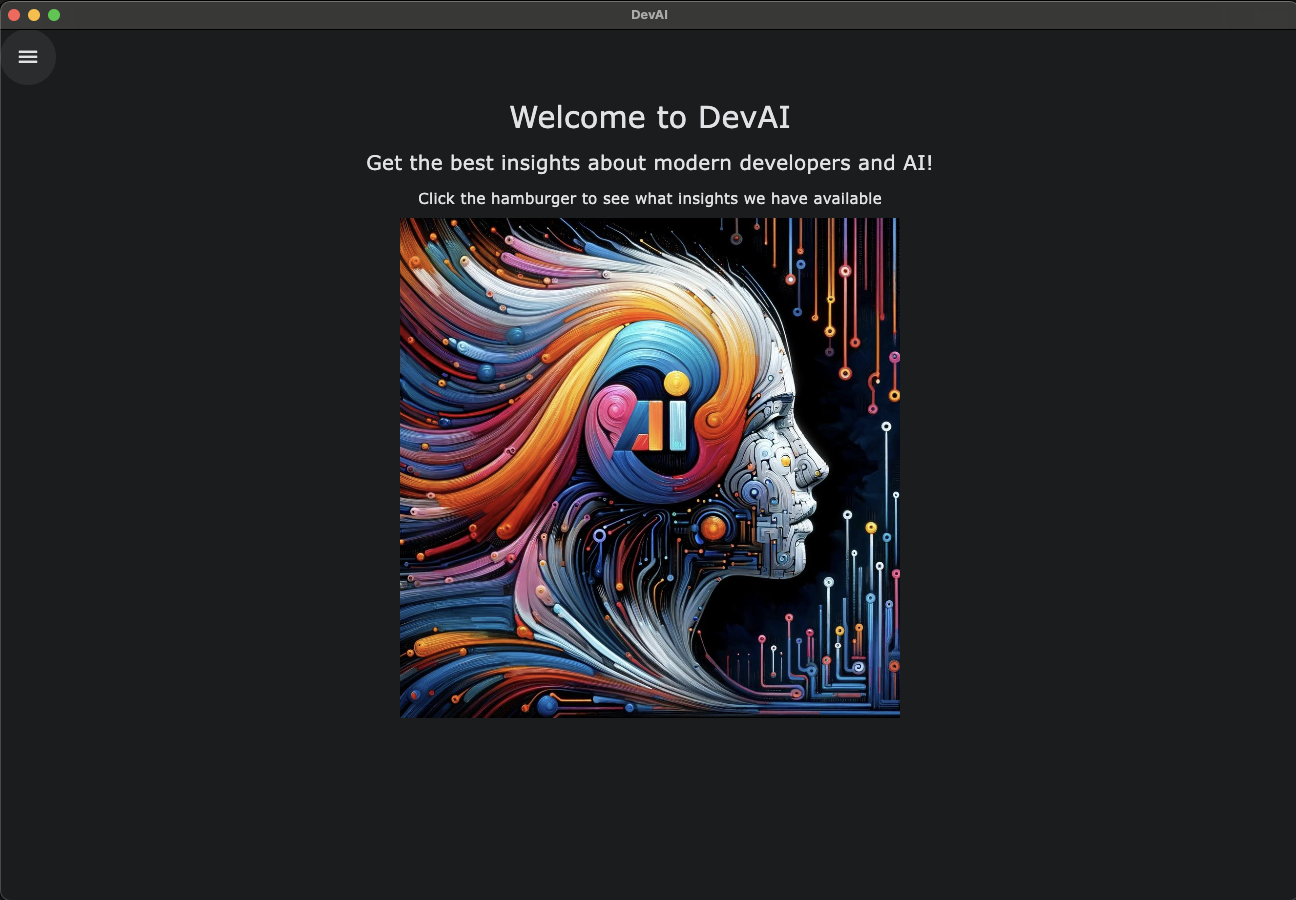 DevAI
Welcome to DevAI
Get the best insights about modern developers and AI!
Click the hamburger to see what insights we have available
Ai